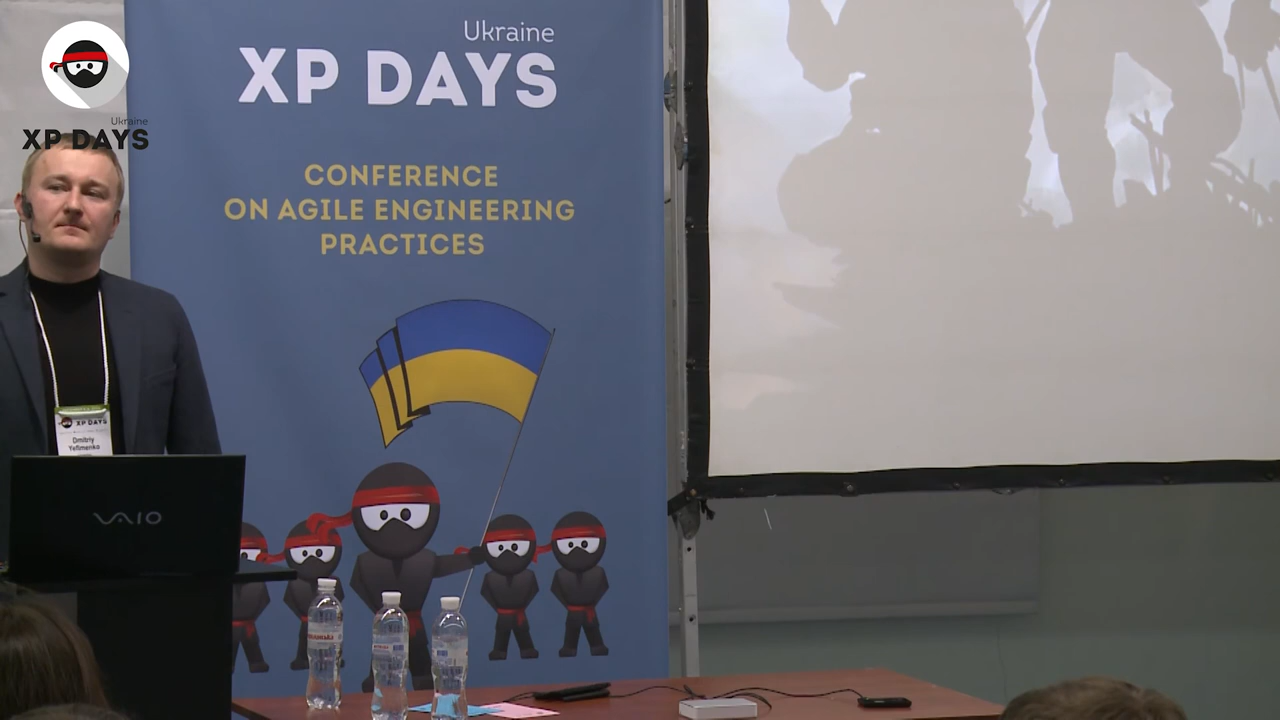 Ukraine
XP DAYS
Ukraine
XP DAYS
CONFERENCE
ON AGILE ENGINEERING
PRACTICES
XP DAYS
Dmitriy
Yefimenko
VAIO